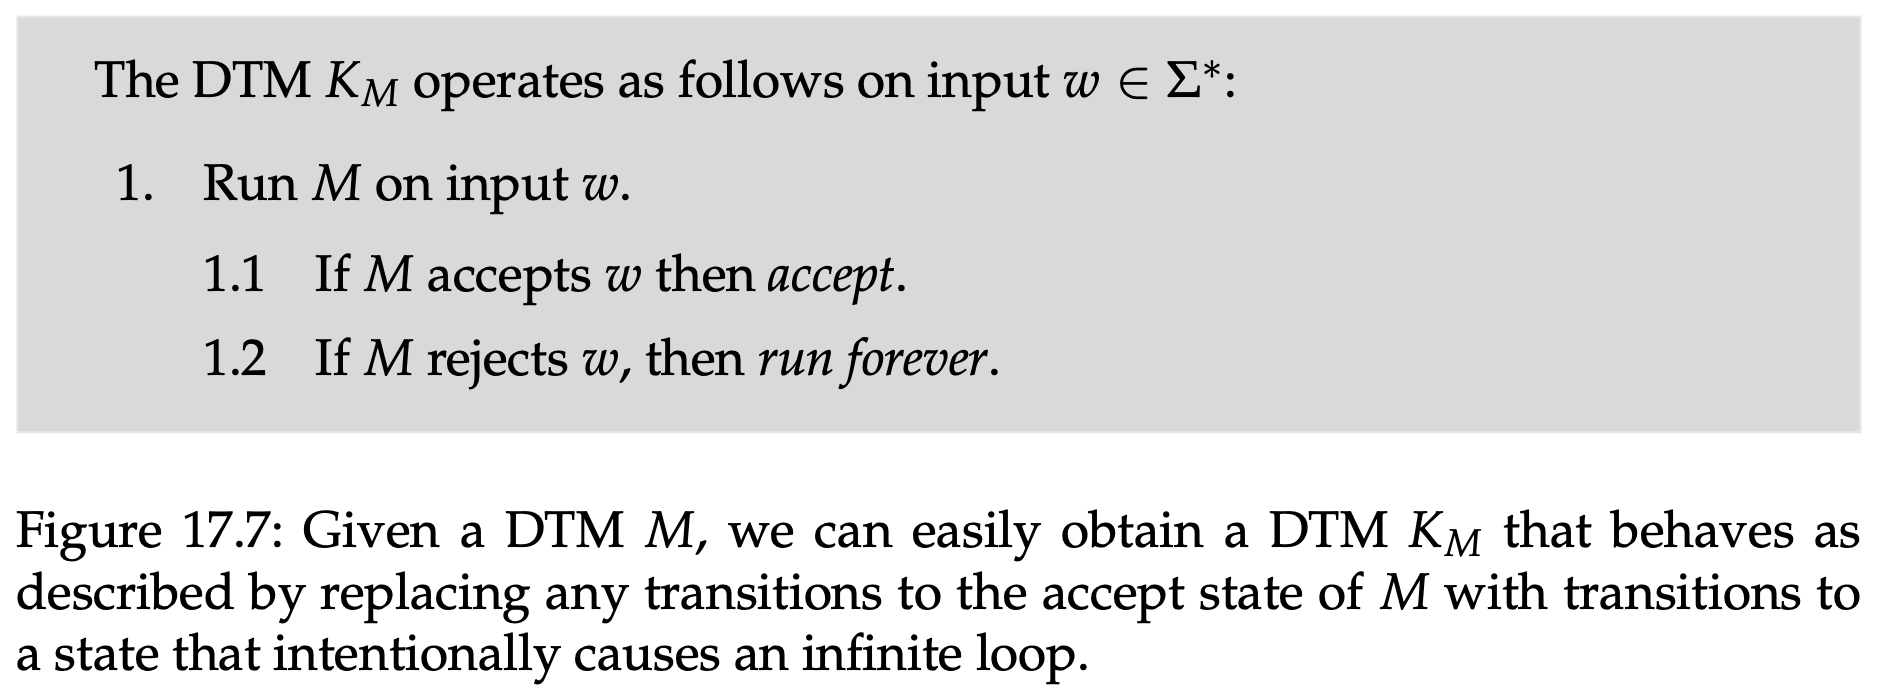 The DTM K_M operates as follows on input w ∈ Σ*:
1. Run M on input w.
1.1 If M accepts w then accept.
1.2 If M rejects w, then run forever.
Figure 17.7: Given a DTM M, we can easily obtain a DTM K_M that behaves as
described by replacing any transitions to the accept state of M with transitions to
a state that intentionally causes an infinite loop.